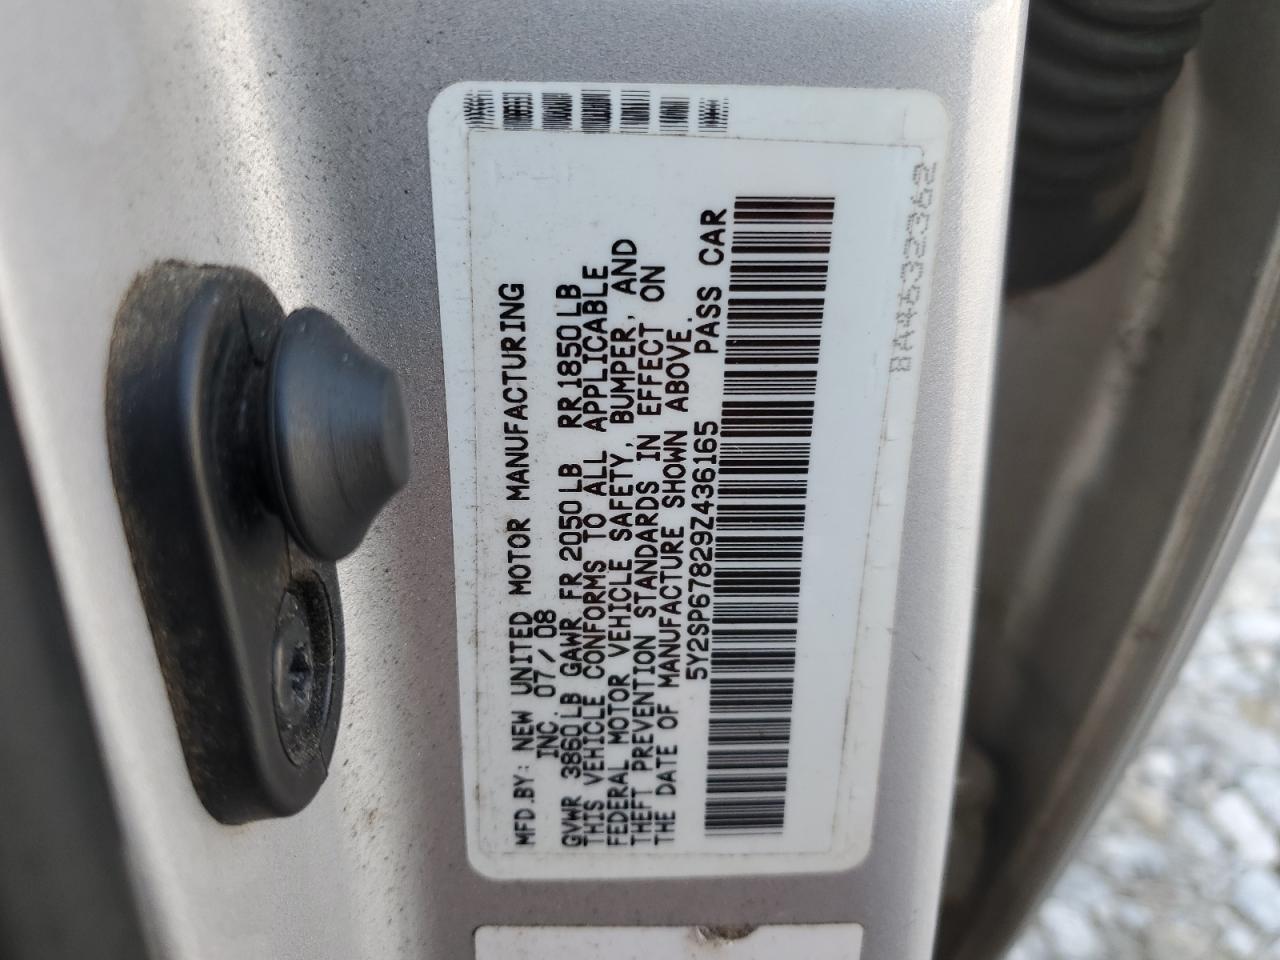 MFD.BY: NEW UNITED MOTOR MANUFACTURING
INC. 07/08
GVWR 3860LB GAWR FR 2050LB RR 1850LB
THIS VEHICLE CONFORMS TO ALL APPLICABLE
FEDERAL MOTOR VEHICLE SAFETY, BUMPER, AND
THEFT PREVENTION STANDARDS IN EFFECT ON
THE DATE OF MANUFACTURE SHOWN ABOVE.
5Y2SP67829Z436165 PASS CAR
8A4632362